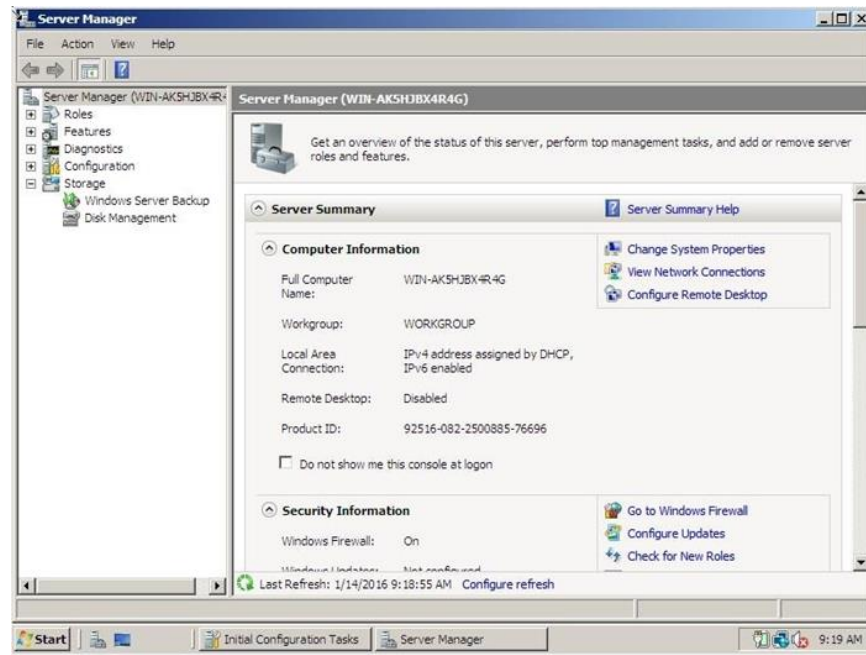 Server Manager
File Action View Help
Server Manager (WIN-AK5HJBX4R4
Roles
Features
Diagnostics
Configuration
Storage
Windows Server Backup
Disk Management
Server Manager (WIN-AK5HJBX4R4G)
Get an overview of the status of this server, perform top management tasks, and add or remove server
roles and features.
Server Summary
Server Summary Help
Computer Information
Full Computer
Name:
WIN-AK5HJBX4R4G
Workgroup:
WORKGROUP
Local Area
Connection:
IPv4 address assigned by DHCP,
IPv6 enabled
Remote Desktop:
Disabled
Product ID:
92516-082-2500885-76696
Do not show me this console at logon
Change System Properties
View Network Connections
Configure Remote Desktop
Security Information
Windows Firewall:
On
Windows Updates:
Not configured
Go to Windows Firewall
Configure Updates
Check for New Roles
Last Refresh: 1/14/2016 9:18:55 AM Configure refresh
Start
Initial Configuration Tasks
Server Manager
9:19 AM